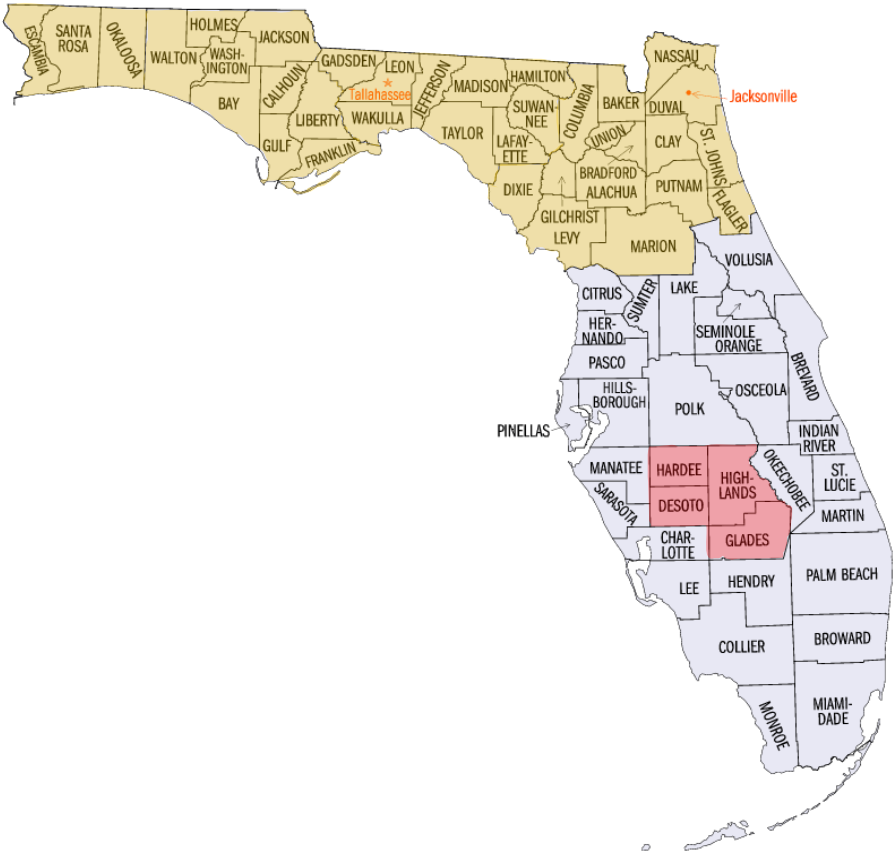 ESCAMBIA
SANTA
ROSA
OKALOOSA
WALTON
HOLMES
WASH-
INGTON
JACKSON
BAY
CALHOUN
GULF
GADSDEN
LIBERTY
FRANKLIN
LEON
Tallahassee
WAKULLA
JEFFERSON
MADISON
TAYLOR
HAMILTON
SUWAN-
NEE
LAFAY-
ETTE
DIXIE
COLUMBIA
BAKER
UNION
BRADFORD
ALACHUA
GILCHRIST
LEVY
NASSAU
DUVAL
Jacksonville
CLAY
ST. JOHNS
PUTNAM
FLAGLER
MARION
VOLUSIA
CITRUS
SUMTER
LAKE
HER-
NANDO
SEMINOLE
ORANGE
PASCO
BREVARD
HILLS-
BOROUGH
POLK
OSCEOLA
PINELLAS
INDIAN
RIVER
MANATEE
HARDEE
HIGH-
LANDS
OKEECHOBEE
ST.
LUCIE
SARASOTA
DESOTO
MARTIN
CHAR-
LOTTE
GLADES
LEE
HENDRY
PALM BEACH
COLLIER
BROWARD
MONROE
MIAMI-
DADE